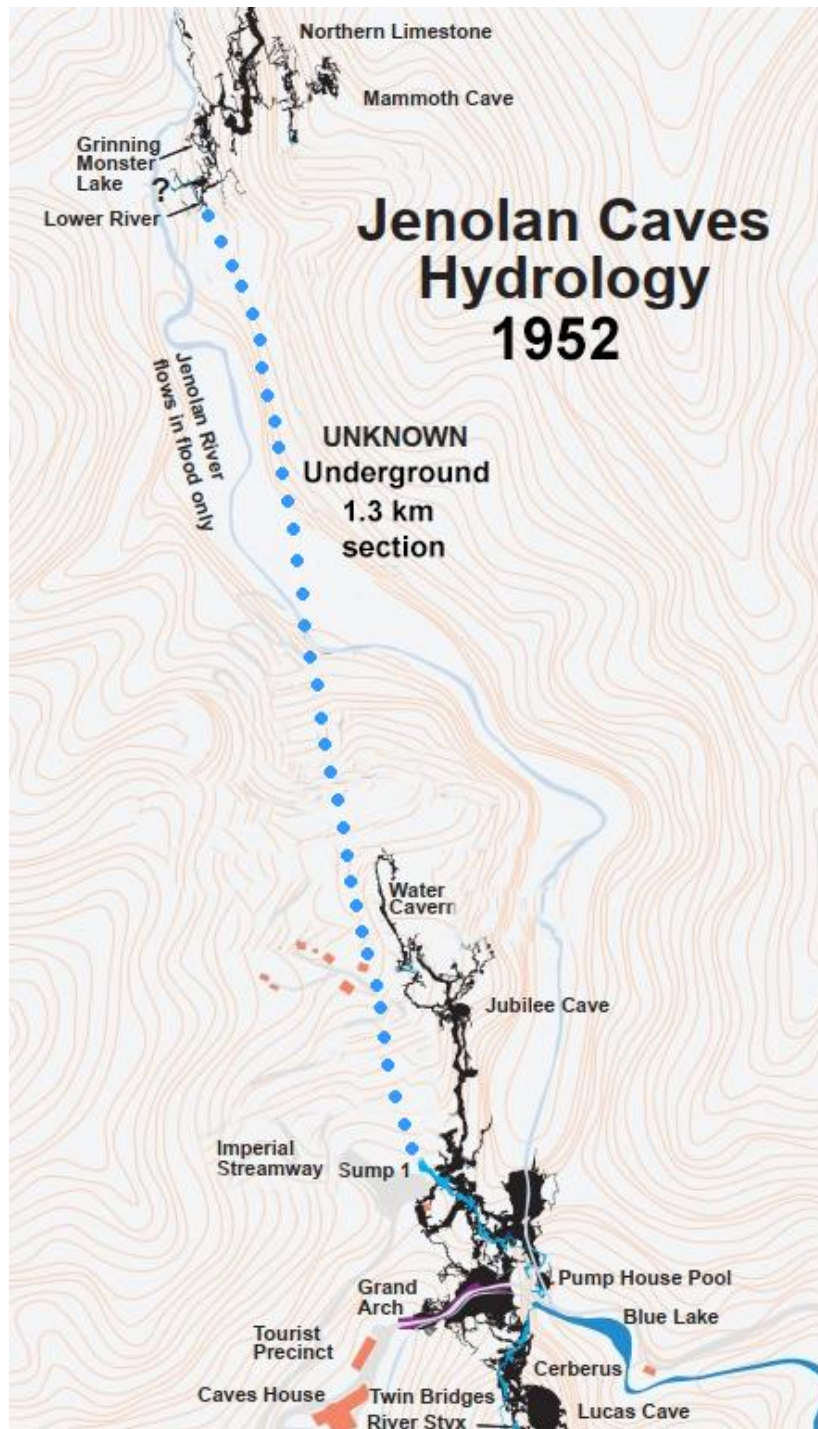 Northern Limestone
Mammoth Cave
Grinning
Monster
Lake
?
Lower River
Jenolan Caves
Hydrology
1952
Jenolan River
flows in flood only
UNKNOWN
Underground
1.3 km
section
Water
Cavern
Jubilee Cave
Imperial
Streamway
Sump 1
Pump House Pool
Grand
Arch
Blue Lake
Tourist
Precinct
Cerberus
Caves House
Twin Bridges
River Styx
Lucas Cave